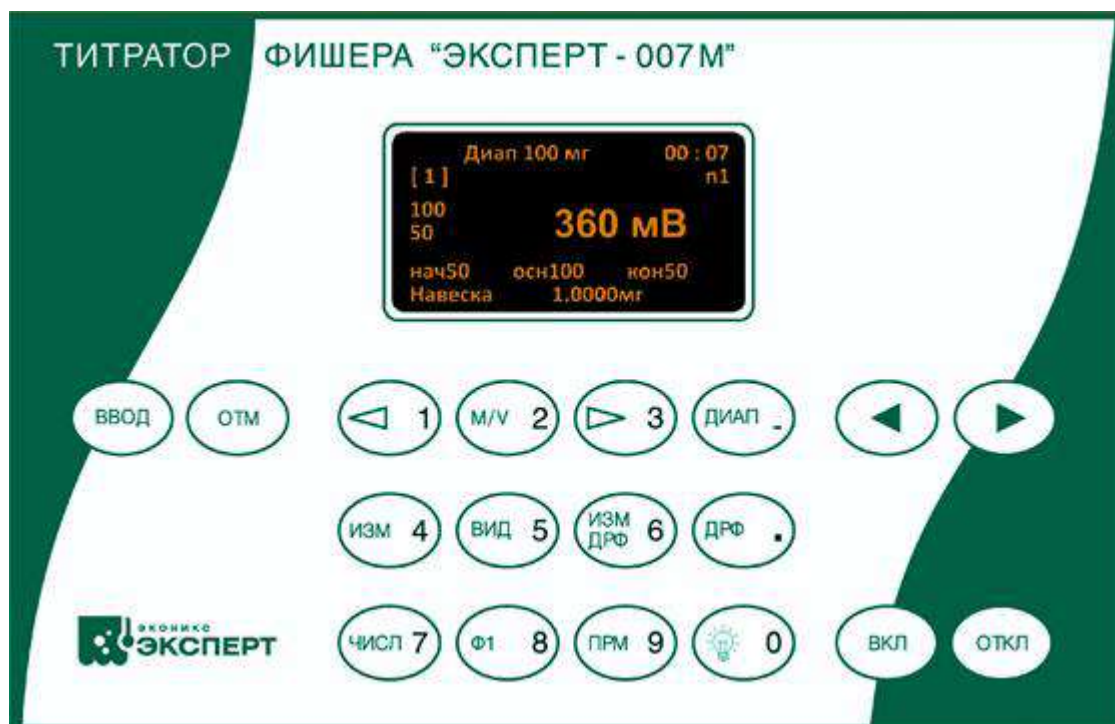 ТИТРАТОР ФИШЕРА “ЭКСПЕРТ - 007М”
Диап 100 мг 00 : 07
[ 1 ] n1
100
50
360 мВ
нач50 осн100 кон50
Навеска 1.0000мг
ВВОД ОТМ 1 M/V 2 3 ДИАП -
ИЗМ 4 ВИД 5 ИЗМ ДРФ 6 ДРФ .
эконикс
ЭКСПЕРТ
ЧИСЛ 7 Ф1 8 ПРМ 9 0 ВКЛ ОТКЛ